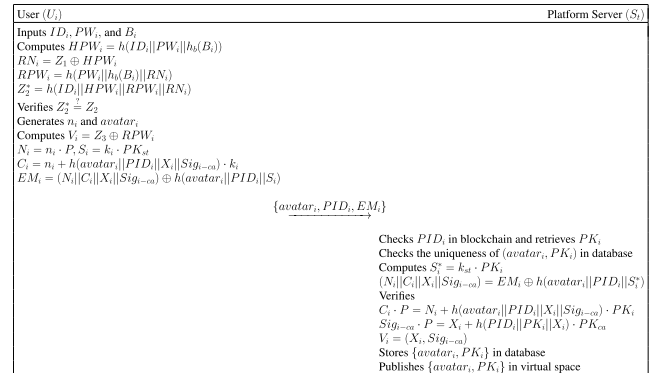 User (U_i) Platform Server (S_t)
Inputs ID_i, PW_i, and B_i
Computes HPW_i = h(ID_i||PW_i||h_b(B_i))
RN_i = Z_1 ⊕ HPW_i
RPW_i = h(PW_i||h_b(B_i)||RN_i)
Z_2^* = h(ID_i||HPW_i||RPW_i||RN_i)
Verifies Z_2^* ?= Z_2
Generates n_i and avatar_i
Computes V_i = Z_3 ⊕ RPW_i
N_i = n_i · P, S_i = k_i · PK_st
C_i = n_i + h(avatar_i||PID_i||X_i||Sig_{i-ca}) · k_i
EM_i = (N_i||C_i||X_i||Sig_{i-ca}) ⊕ h(avatar_i||PID_i||S_i)
{avatar_i, PID_i, EM_i}
Checks PID_i in blockchain and retrieves PK_i
Checks the uniqueness of (avatar_i, PK_i) in database
Computes S_i^* = k_st · PK_i
(N_i||C_i||X_i||Sig_{i-ca}) = EM_i ⊕ h(avatar_i||PID_i||S_i^*)
Verifies
C_i · P = N_i + h(avatar_i||PID_i||X_i||Sig_{i-ca}) · PK_i
Sig_{i-ca} · P = X_i + h(PID_i||PK_i||X_i) · PK_ca
V_i = (X_i, Sig_{i-ca})
Stores {avatar_i, PK_i} in database
Publishes {avatar_i, PK_i} in virtual space